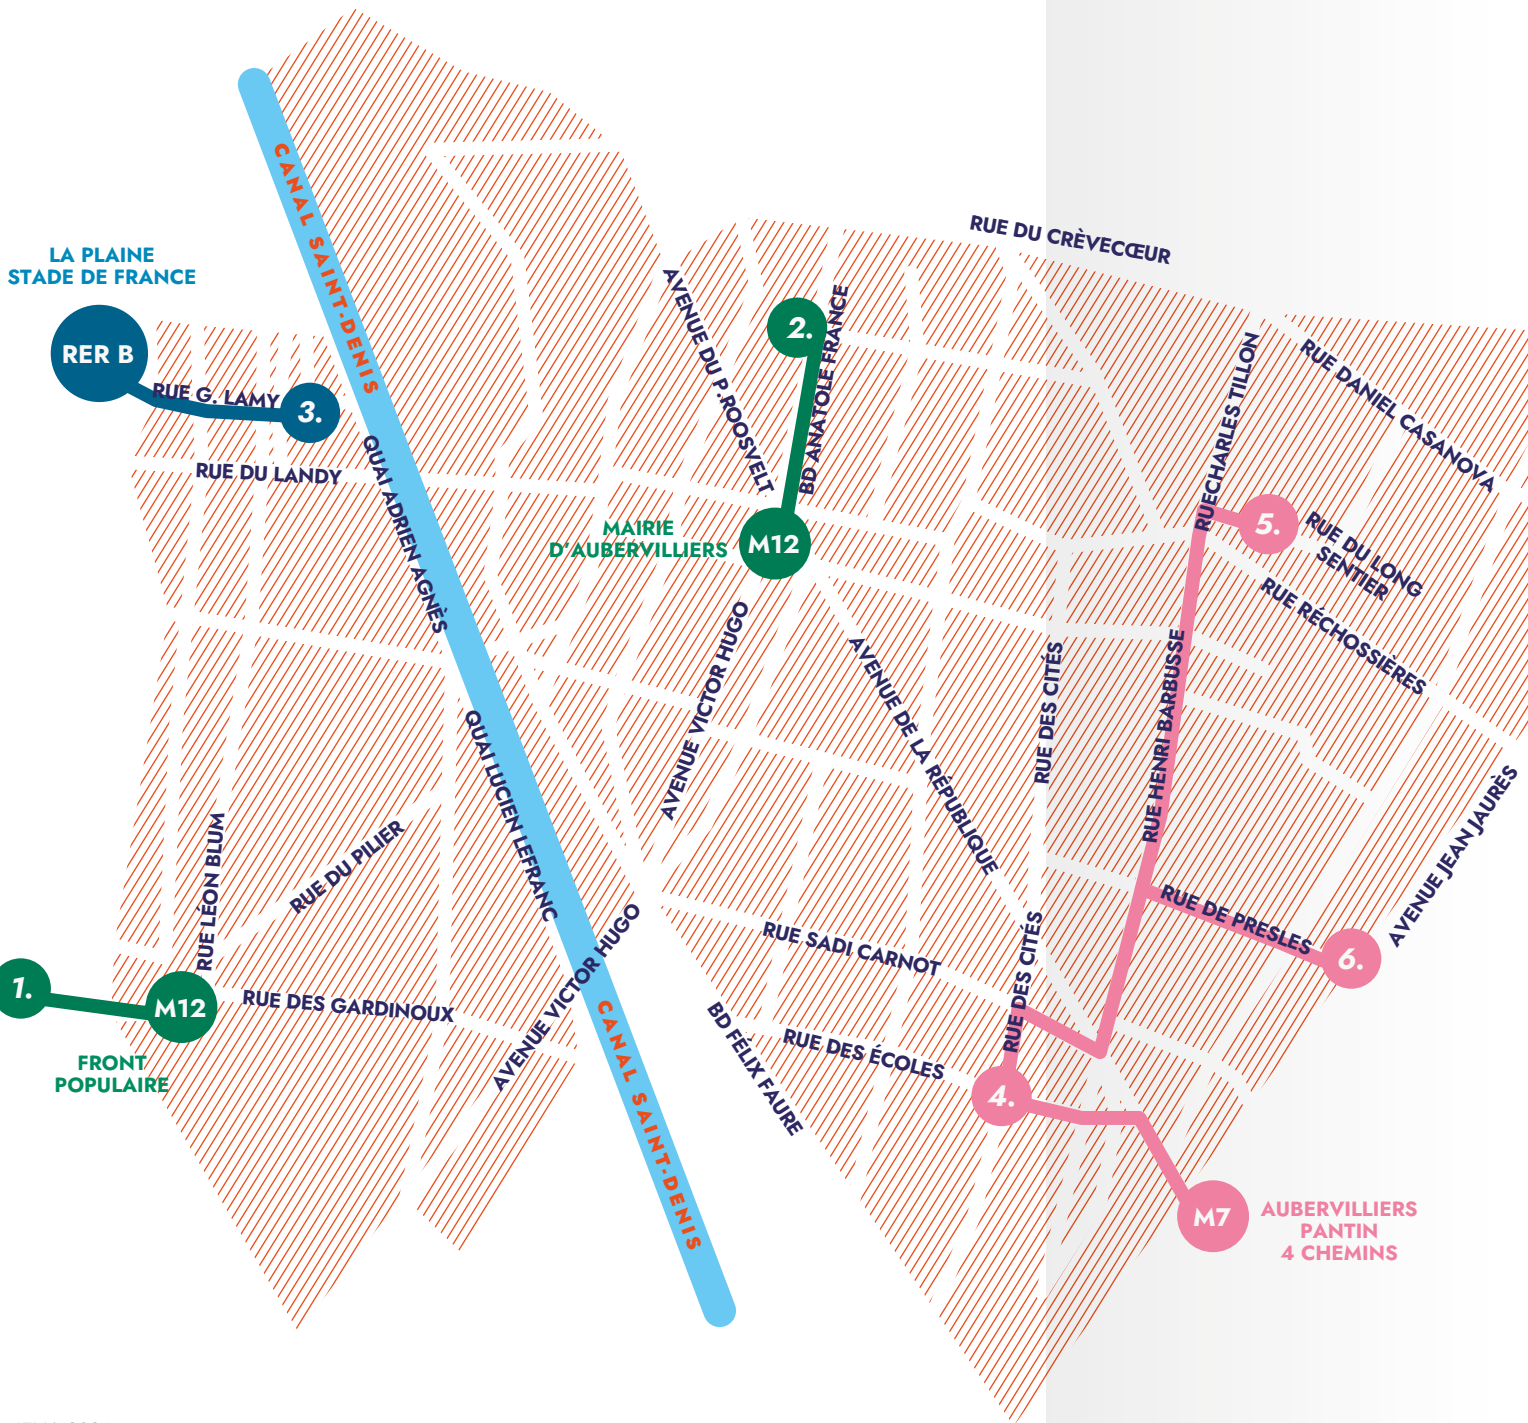 CANAL SAINT-DENIS
RUE DU CRÈVECŒUR
LA PLAINE
STADE DE FRANCE
RER B
RUE G. LAMY
3.
AVENUE DU P.ROOSVELT
2.
BD ANATOLE FRANCE
RUECHARLES TILLON
RUE DANIEL CASANOVA
RUE DU LANDY
QUAI ADRIEN AGNÈS
MAIRIE
D'AUBERVILLIERS
M12
5.
RUE DU LONG
SENTIER
RUE RÉCHOSSIÈRES
AVENUE VICTOR HUGO
AVENUE DE LA RÉPUBLIQUE
RUE DES CITÉS
RUE HENRI BARBUSSE
QUAI LUCIEN LEFRANC
AVENUE JEAN JAURÈS
RUE LÉON BLUM
RUE DU PILIER
RUE DE PRESLES
6.
AVENUE VICTOR HUGO
RUE SADI CARNOT
RUE DES CITÉS
1.
M12
RUE DES GARDINOUX
FRONT
POPULAIRE
CANAL SAINT-DENIS
BD FÉLIX FAURE
RUE DES ÉCOLES
4.
M7
AUBERVILLIERS
PANTIN
4 CHEMINS